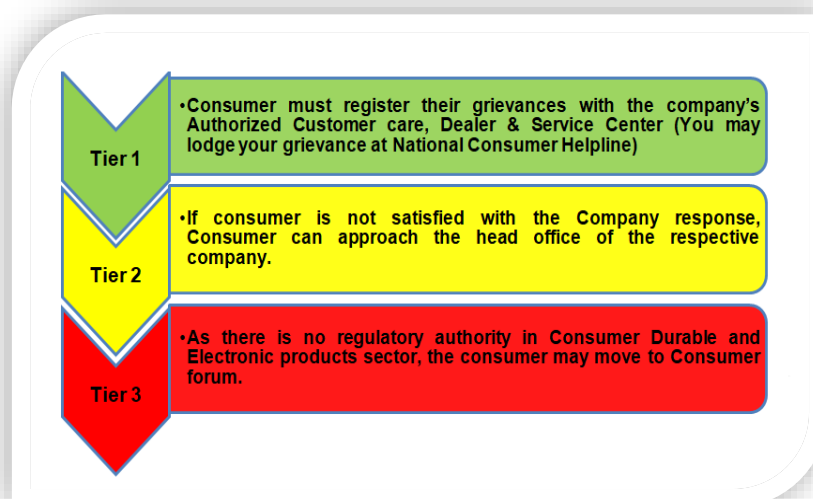 Tier 1
•Consumer must register their grievances with the company's
Authorized Customer care, Dealer & Service Center (You may
lodge your grievance at National Consumer Helpline)
Tier 2
•If consumer is not satisfied with the Company response,
Consumer can approach the head office of the respective
company.
Tier 3
•As there is no regulatory authority in Consumer Durable and
Electronic products sector, the consumer may move to Consumer
forum.